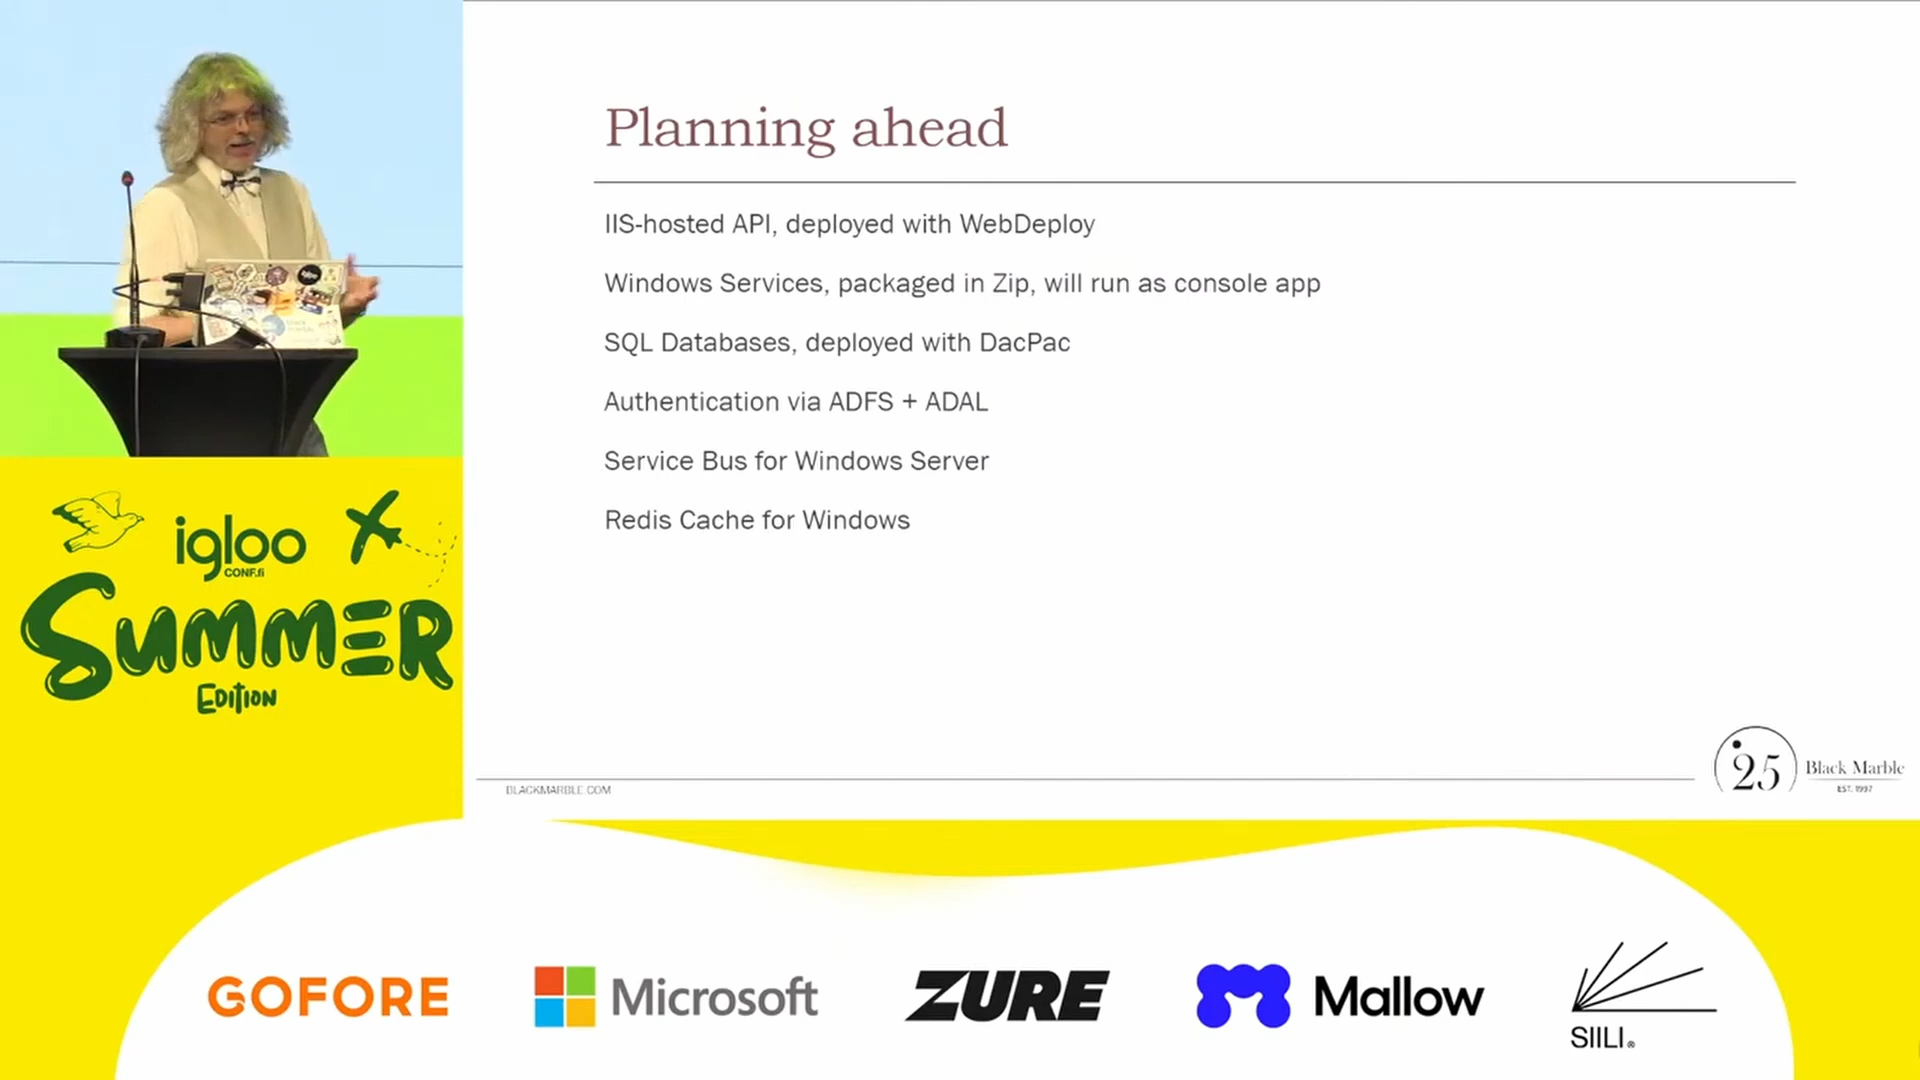 Planning ahead
IIS-hosted API, deployed with WebDeploy
Windows Services, packaged in Zip, will run as console app
SQL Databases, deployed with DacPac
Authentication via ADFS + ADAL
Service Bus for Windows Server
Redis Cache for Windows
BLACKMARBLE.COM
25
Black Marble
EST. 1997
igloo
CONF.fi
SUMMER
EDITION
GOFORE
Microsoft
ZURE
Mallow
SIILI®